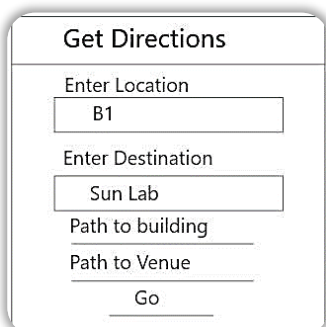 Get Directions
Enter Location
B1
Enter Destination
Sun Lab
Path to building
Path to Venue
Go